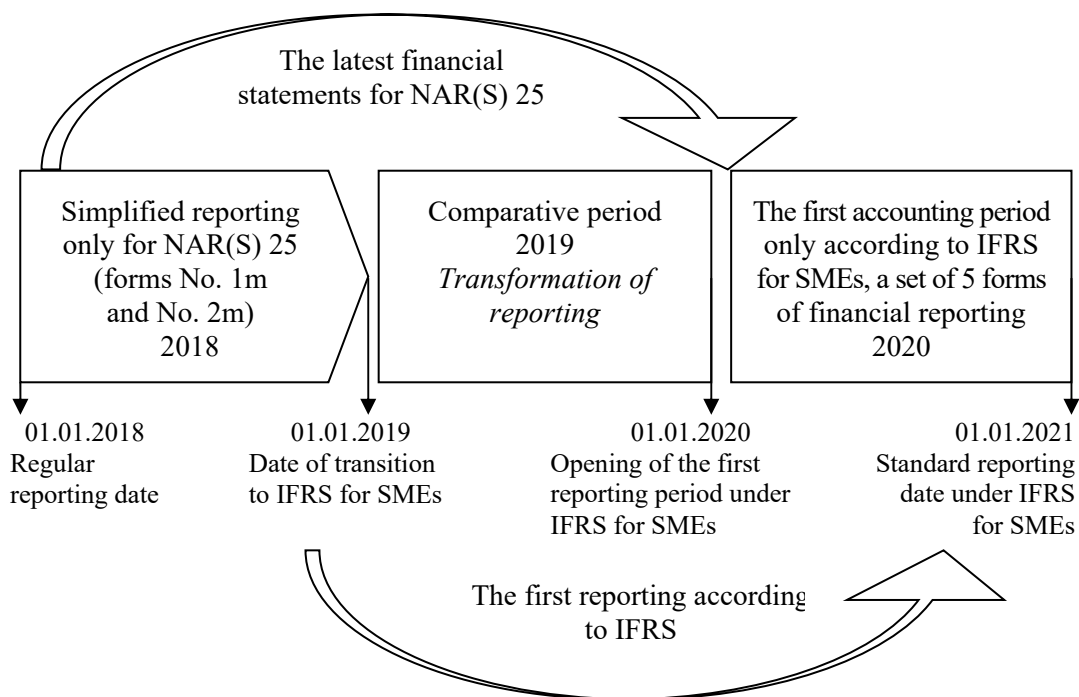 The latest financial
statements for NAR(S) 25
Simplified reporting
only for NAR(S) 25
(forms No. 1m
and No. 2m)
2018
Comparative period
2019
Transformation of
reporting
The first accounting period
only according to IFRS
for SMEs, a set of 5 forms
of financial reporting
2020
01.01.2018
Regular
reporting date
01.01.2019
Date of transition
to IFRS for SMEs
01.01.2020
Opening of the first
reporting period under
IFRS for SMEs
01.01.2021
Standard reporting
date under IFRS
for SMEs
The first reporting according
to IFRS